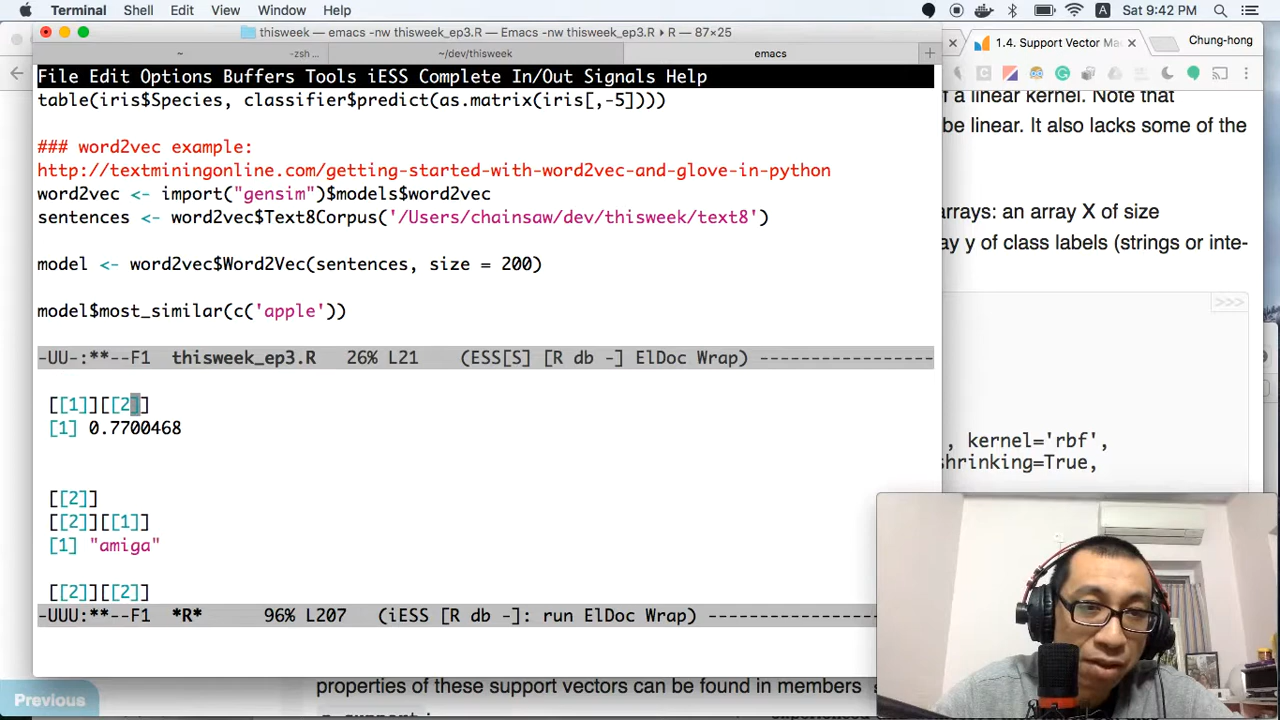 Terminal Shell Edit View Window Help
A Sat 9:42 PM
thisweek — emacs -nw thisweek_ep3.R — Emacs -nw thisweek_ep3.R ▸ R — 87×25
1.4. Support Vector Ma
Chung-hong
~ -zsh ... ~/dev/thisweek emacs +
File Edit Options Buffers Tools iESS Complete In/Out Signals Help
of a linear kernel. Note that
table(iris$Species, classifier$predict(as.matrix(iris[,-5])))
be linear. It also lacks some of the
### word2vec example:
http://textminingonline.com/getting-started-with-word2vec-and-glove-in-python
word2vec <- import("gensim")$models$word2vec
sentences <- word2vec$Text8Corpus('/Users/chainsaw/dev/thisweek/text8')
arrays: an array X of size
ay y of class labels (strings or inte-
model <- word2vec$Word2Vec(sentences, size = 200)
>>>
model$most_similar(c('apple'))
-UU-:**--F1 thisweek_ep3.R 26% L21 (ESS[S] [R db -] ElDoc Wrap) -----------------
[[1]][[2]]
[1] 0.7700468
, kernel='rbf',
shrinking=True,
[[2]]
[[2]][[1]]
[1] "amiga"
[[2]][[2]]
-UUU:**--F1 *R* 96% L207 (iESS [R db -]: run ElDoc Wrap) --------------------
Previous
properties of these support vectors can be found in members